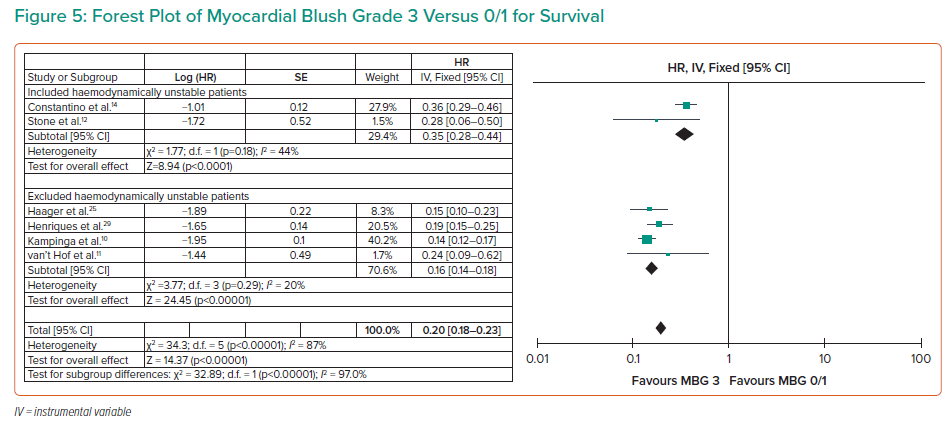 Figure 5: Forest Plot of Myocardial Blush Grade 3 Versus 0/1 for Survival
HR
Study or Subgroup Log (HR) SE Weight IV, Fixed [95% CI]
HR, IV, Fixed [95% CI]
Included haemodynamically unstable patients
Constantino et al.¹⁴ −1.01 0.12 27.9% 0.36 [0.29–0.46]
Stone et al.¹² −1.72 0.52 1.5% 0.28 [0.06–0.50]
Subtotal [95% CI] 29.4% 0.35 [0.28–0.44]
Heterogeneity χ² = 1.77; d.f. = 1 (p=0.18); I² = 44%
Test for overall effect Z=8.94 (p<0.0001)
Excluded haemodynamically unstable patients
Haager et al.²⁵ −1.89 0.22 8.3% 0.15 [0.10–0.23]
Henriques et al.²⁹ −1.65 0.14 20.5% 0.19 [0.15–0.25]
Kampinga et al.¹⁰ −1.95 0.1 40.2% 0.14 [0.12–0.17]
van't Hof et al.¹¹ −1.44 0.49 1.7% 0.24 [0.09–0.62]
Subtotal [95% CI] 70.6% 0.16 [0.14–0.18]
Heterogeneity χ² =3.77; d.f. = 3 (p=0.29); I² = 20%
Test for overall effect Z = 24.45 (p<0.00001)
Total [95% CI] 100.0% 0.20 [0.18–0.23]
Heterogeneity χ² = 34.3; d.f. = 5 (p<0.00001); I² = 87%
Test for overall effect Z = 14.37 (p<0.00001)
Test for subgroup differences: χ² = 32.89; d.f. = 1 (p<0.00001); I² = 97.0%
0.01 0.1 1 10 100
Favours MBG 3 Favours MBG 0/1
IV = instrumental variable